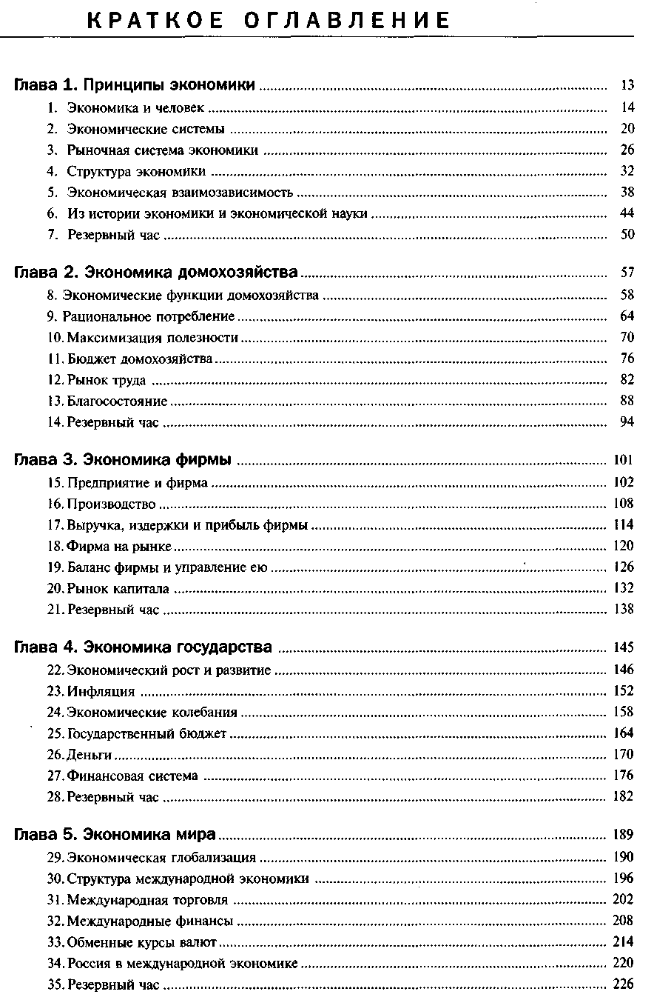 КРАТКОЕ ОГЛАВЛЕНИЕ
Глава 1. Принципы экономики 13
1. Экономика и человек 14
2. Экономические системы 20
3. Рыночная система экономики 26
4. Структура экономики 32
5. Экономическая взаимозависимость 38
6. Из истории экономики и экономической науки 44
7. Резервный час 50
Глава 2. Экономика домохозяйства 57
8. Экономические функции домохозяйства 58
9. Рациональное потребление 64
10. Максимизация полезности 70
11. Бюджет домохозяйства 76
12. Рынок труда 82
13. Благосостояние 88
14. Резервный час 94
Глава 3. Экономика фирмы 101
15. Предприятие и фирма 102
16. Производство 108
17. Выручка, издержки и прибыль фирмы 114
18. Фирма на рынке 120
19. Баланс фирмы и управление ею 126
20. Рынок капитала 132
21. Резервный час 138
Глава 4. Экономика государства 145
22. Экономический рост и развитие 146
23. Инфляция 152
24. Экономические колебания 158
25. Государственный бюджет 164
26. Деньги 170
27. Финансовая система 176
28. Резервный час 182
Глава 5. Экономика мира 189
29. Экономическая глобализация 190
30. Структура международной экономики 196
31. Международная торговля 202
32. Международные финансы 208
33. Обменные курсы валют 214
34. Россия в международной экономике 220
35. Резервный час 226